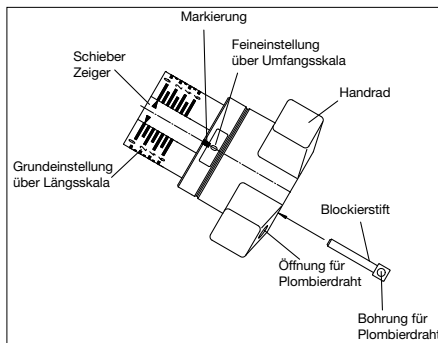 Markierung
Feineinstellung
über Umfangsskala
Schieber
Zeiger
Handrad
Grundeinstellung
über Längsskala
Blockierstift
Öffnung für
Plombierdraht
Bohrung für
Plombierdraht